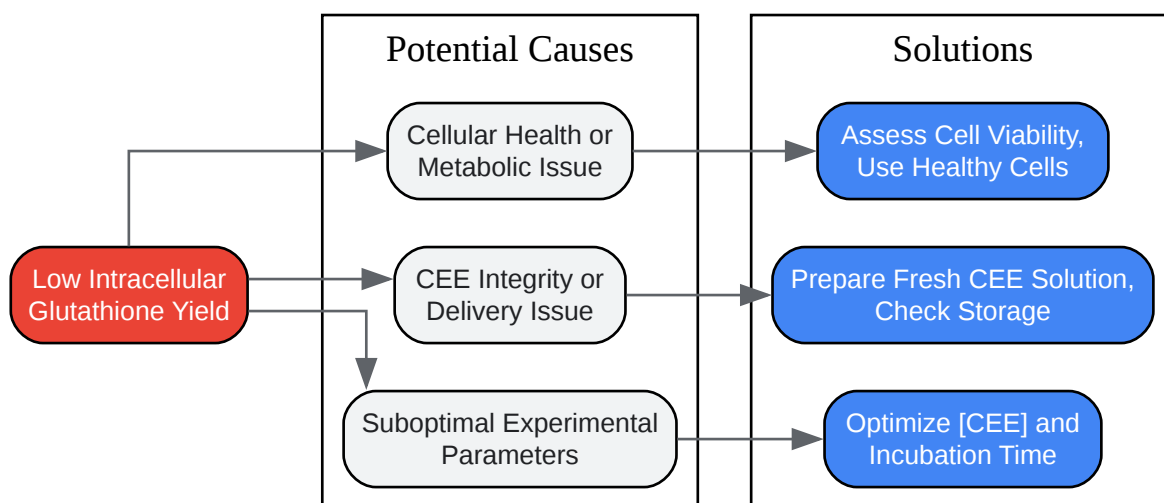 Potential Causes
Solutions
Cellular Health or
Metabolic Issue
Assess Cell Viability,
Use Healthy Cells
Low Intracellular
Glutathione Yield
CEE Integrity or
Delivery Issue
Prepare Fresh CEE Solution,
Check Storage
Suboptimal Experimental
Parameters
Optimize [CEE] and
Incubation Time